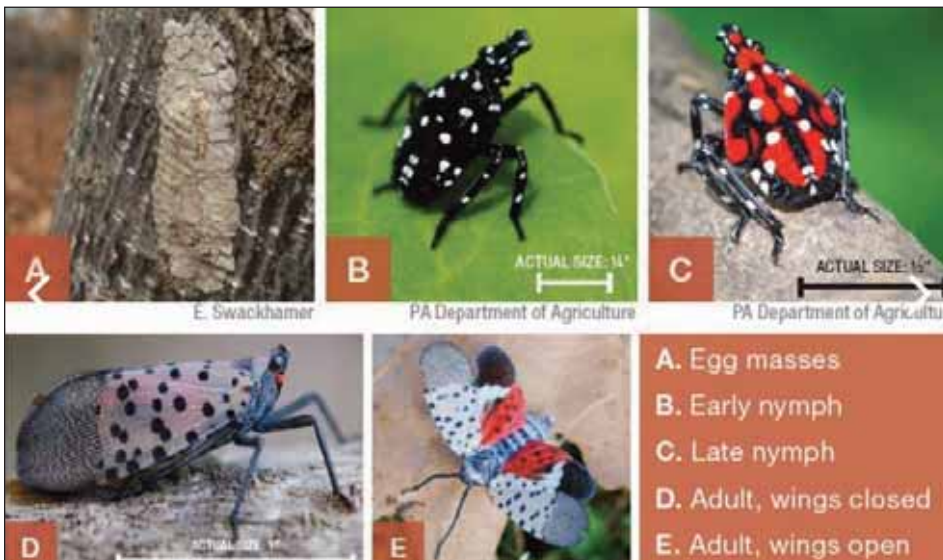 A
B
ACTUAL SIZE: ¼"
C
ACTUAL SIZE: ½"
E. Swackhamer
PA Department of Agriculture
PA Department of Agricultu
D
ACTUAL SIZE 1"
E
A. Egg masses
B. Early nymph
C. Late nymph
D. Adult, wings closed
E. Adult, wings open